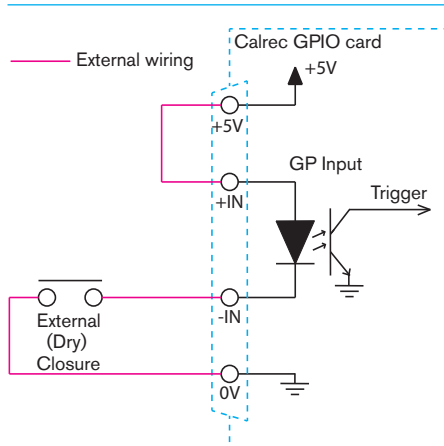 Calrec GPIO card
External wiring
+5V
+5V
GP Input
+IN
Trigger
-IN
External
(Dry)
Closure
0V